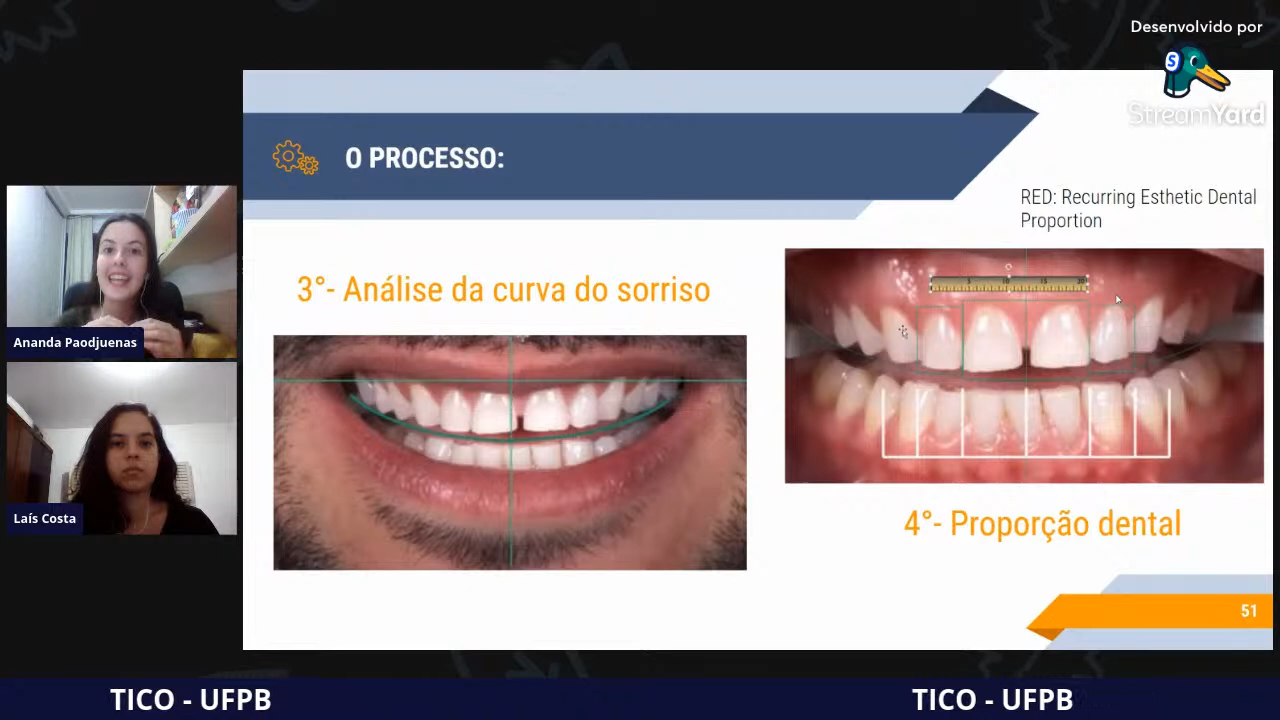 Desenvolvido por
StreamYard
O PROCESSO:
RED: Recurring Esthetic Dental
Proportion
3°- Análise da curva do sorriso
Ananda Paodjuenas
Laís Costa
4°- Proporção dental
51
TICO - UFPB
TICO - UFPB